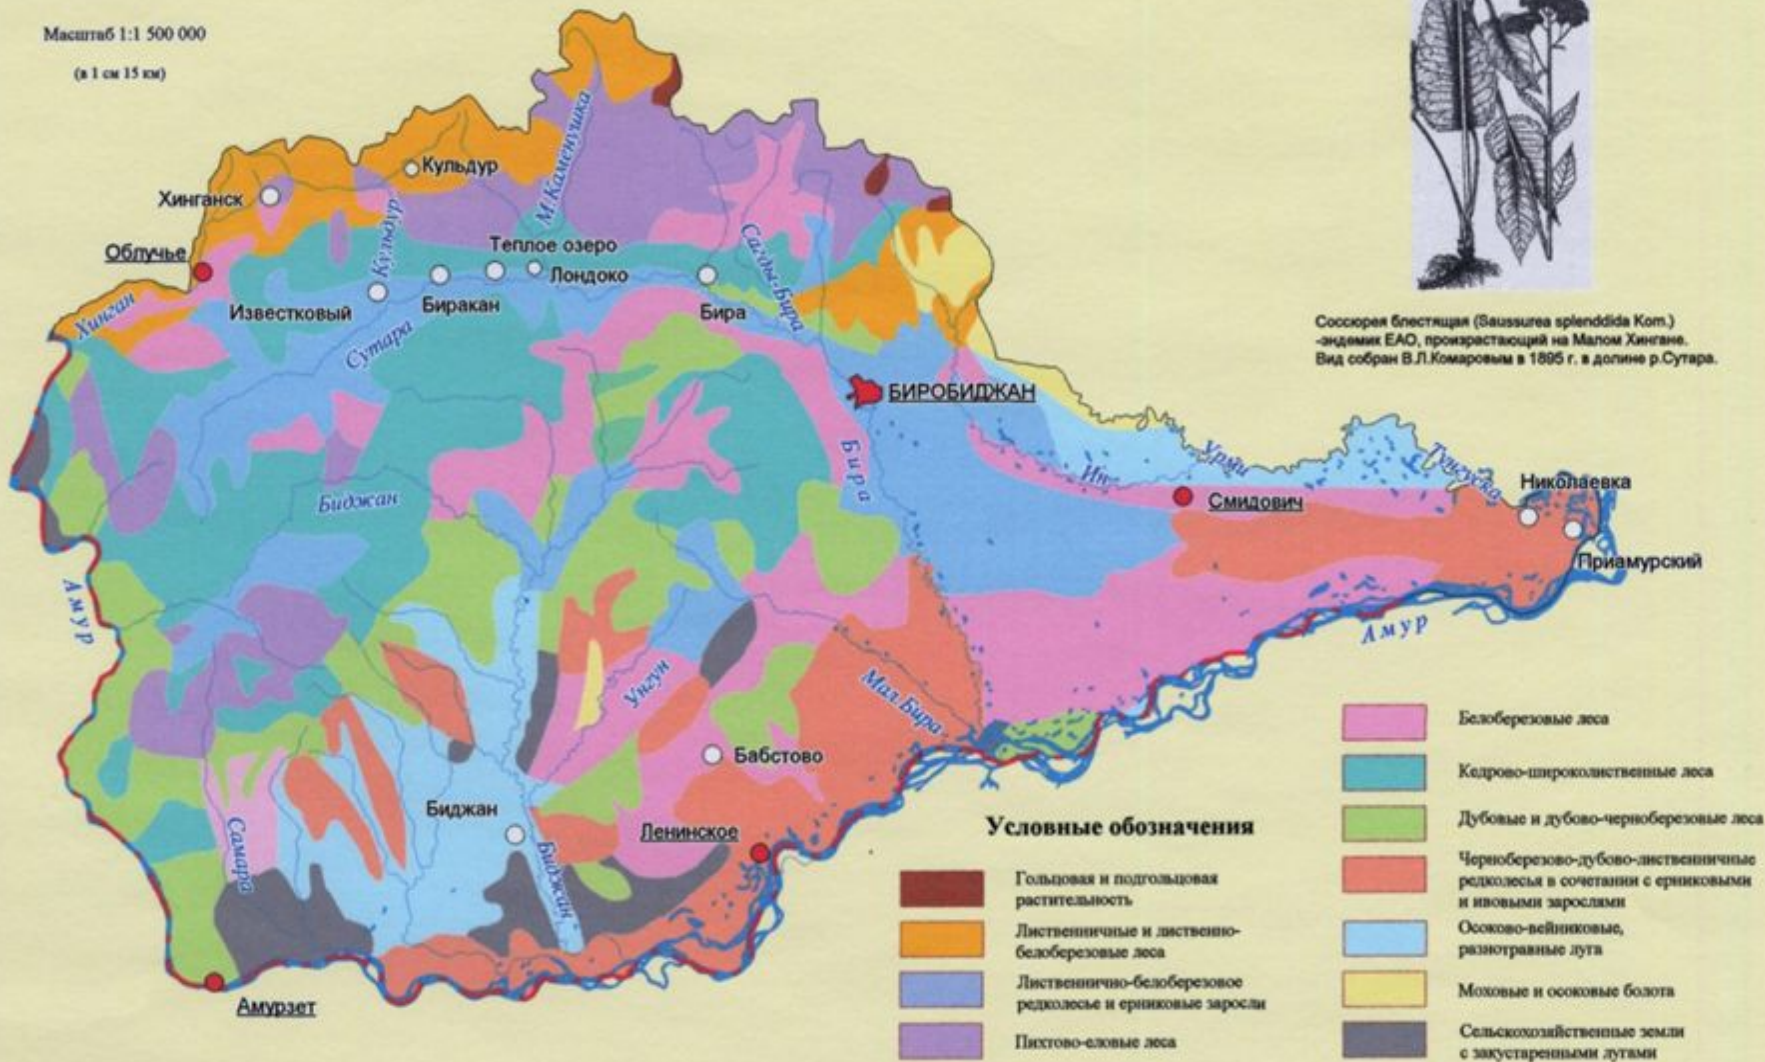 Масштаб 1:1 500 000
(в 1 см 15 км)
Соссюрея блестящая (Saussurea splenddida Kom.)
-эндемик ЕАО, произрастающий на Малом Хингане.
Вид собран В.Л.Комаровым в 1895 г. в долине р.Сутара.
Кульдур
Хинганск
М.Каменушка
Кульдур
Облучье
Теплое озеро
Сагды-Бира
Лондоко
Хинган
Известковый
Биракан
Бира
Сутара
БИРОБИДЖАН
Бира
Ин
Урми
Тунгуска
Николаевка
Смидович
Биджан
Приамурский
Амур
Амур
Унгун
Мал.Бира
Бабстово
Биджан
Ленинское
Самара
Биджан
Амурзет
Условные обозначения
Гольцовая и подгольцовая
растительность
Лиственничные и лиственно-
белоберезовые леса
Лиственнично-белоберезовое
редколесье и ерниковые заросли
Пихтово-еловые леса
Белоберезовые леса
Кедрово-широколиственные леса
Дубовые и дубово-черноберезовые леса
Черноберезово-дубово-лиственничные
редколесья в сочетании с ерниковыми
и ивовыми зарослями
Осоково-вейниковые,
разнотравные луга
Моховые и осоковые болота
Сельскохозяйственные земли
с закустаренными лугами